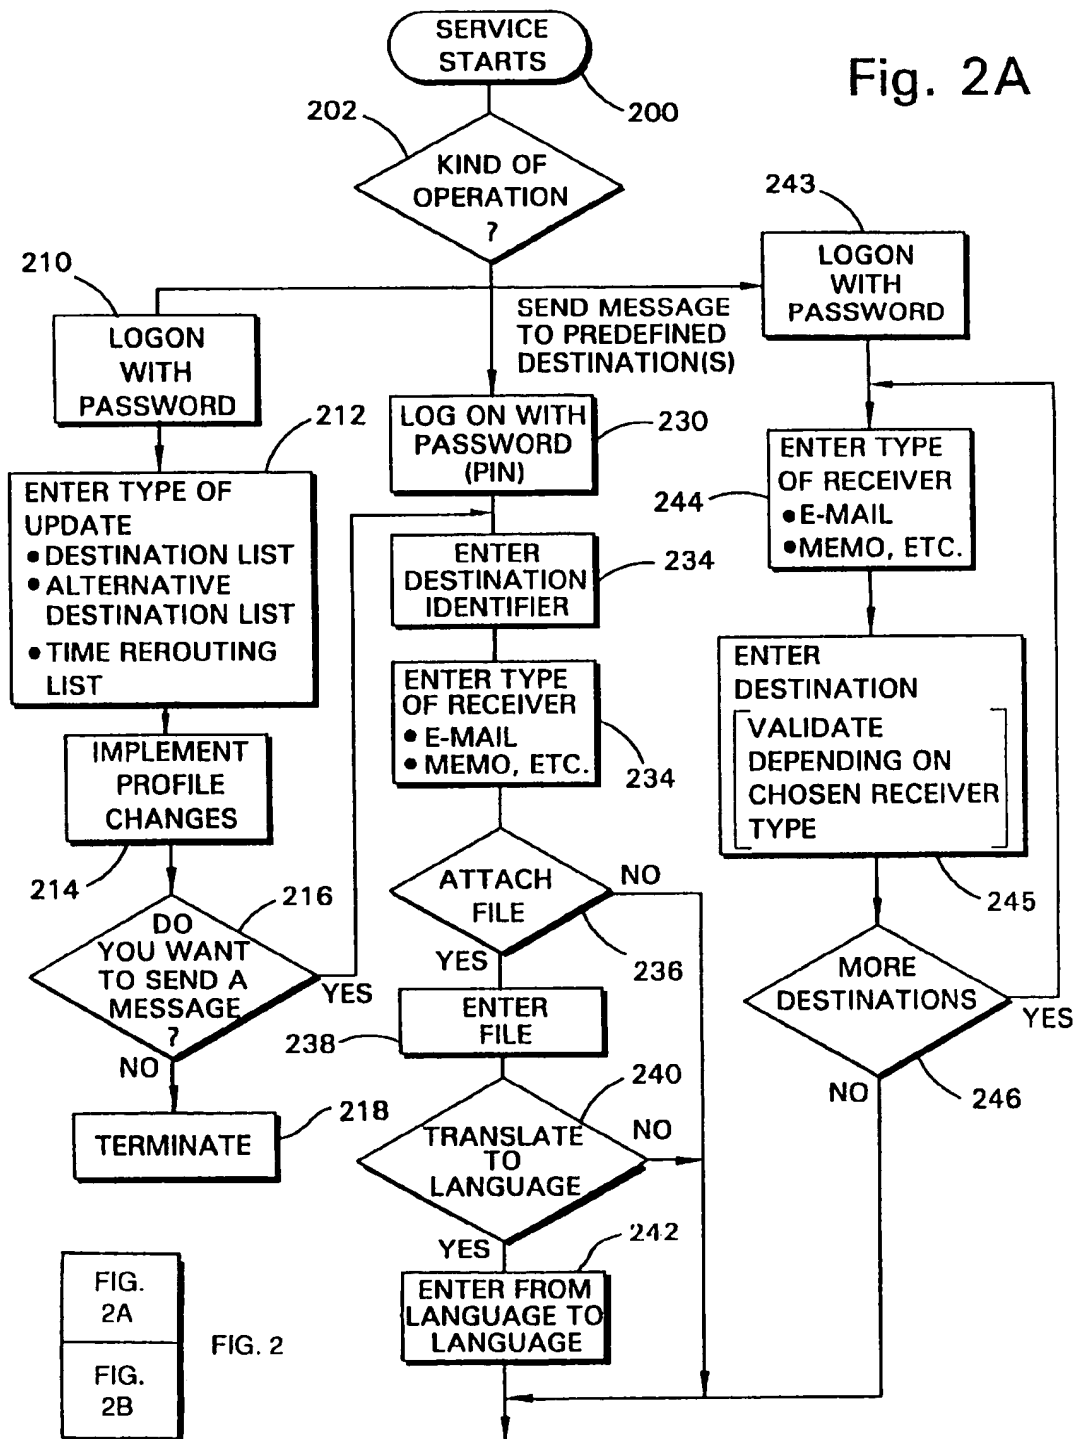 SERVICE
STARTS
Fig. 2A
200
202
KIND OF
OPERATION
?
243
LOGON
WITH
PASSWORD
210
LOGON
WITH
PASSWORD
SEND MESSAGE
TO PREDEFINED
DESTINATION(S)
212
ENTER TYPE OF
UPDATE
• DESTINATION LIST
• ALTERNATIVE
DESTINATION LIST
• TIME REROUTING
LIST
LOG ON WITH
PASSWORD
(PIN)
230
ENTER
DESTINATION
IDENTIFIER
234
ENTER TYPE
OF RECEIVER
• E-MAIL
• MEMO, ETC.
234
244
ENTER TYPE
OF RECEIVER
• E-MAIL
• MEMO, ETC.
ENTER
DESTINATION
VALIDATE
DEPENDING ON
CHOSEN RECEIVER
TYPE
245
IMPLEMENT
PROFILE
CHANGES
214
216
DO
YOU WANT
TO SEND A
MESSAGE
?
YES
NO
218
TERMINATE
ATTACH
FILE
NO
YES
236
ENTER
FILE
238
240
TRANSLATE
TO
LANGUAGE
NO
YES
242
ENTER FROM
LANGUAGE TO
LANGUAGE
MORE
DESTINATIONS
YES
NO
246
FIG.
2A
FIG. 2
FIG.
2B